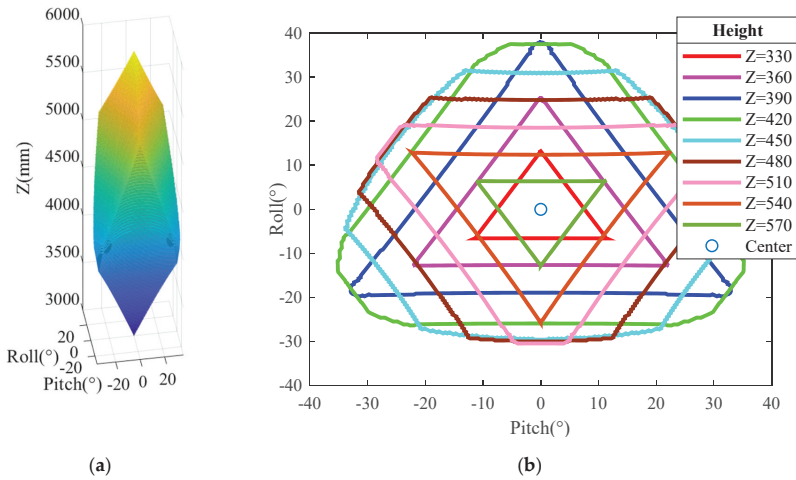 6000
5500
5000
4500
4000
3500
3000
Z(mm)
20
0
-20
Roll(°)
Pitch(°)
-20
0
20
(a)
40
30
20
10
0
-10
-20
-30
-40
Roll(°)
-40
-30
-20
-10
0
10
20
30
40
Pitch(°)
Height
Z=330
Z=360
Z=390
Z=420
Z=450
Z=480
Z=510
Z=540
Z=570
Center
(b)